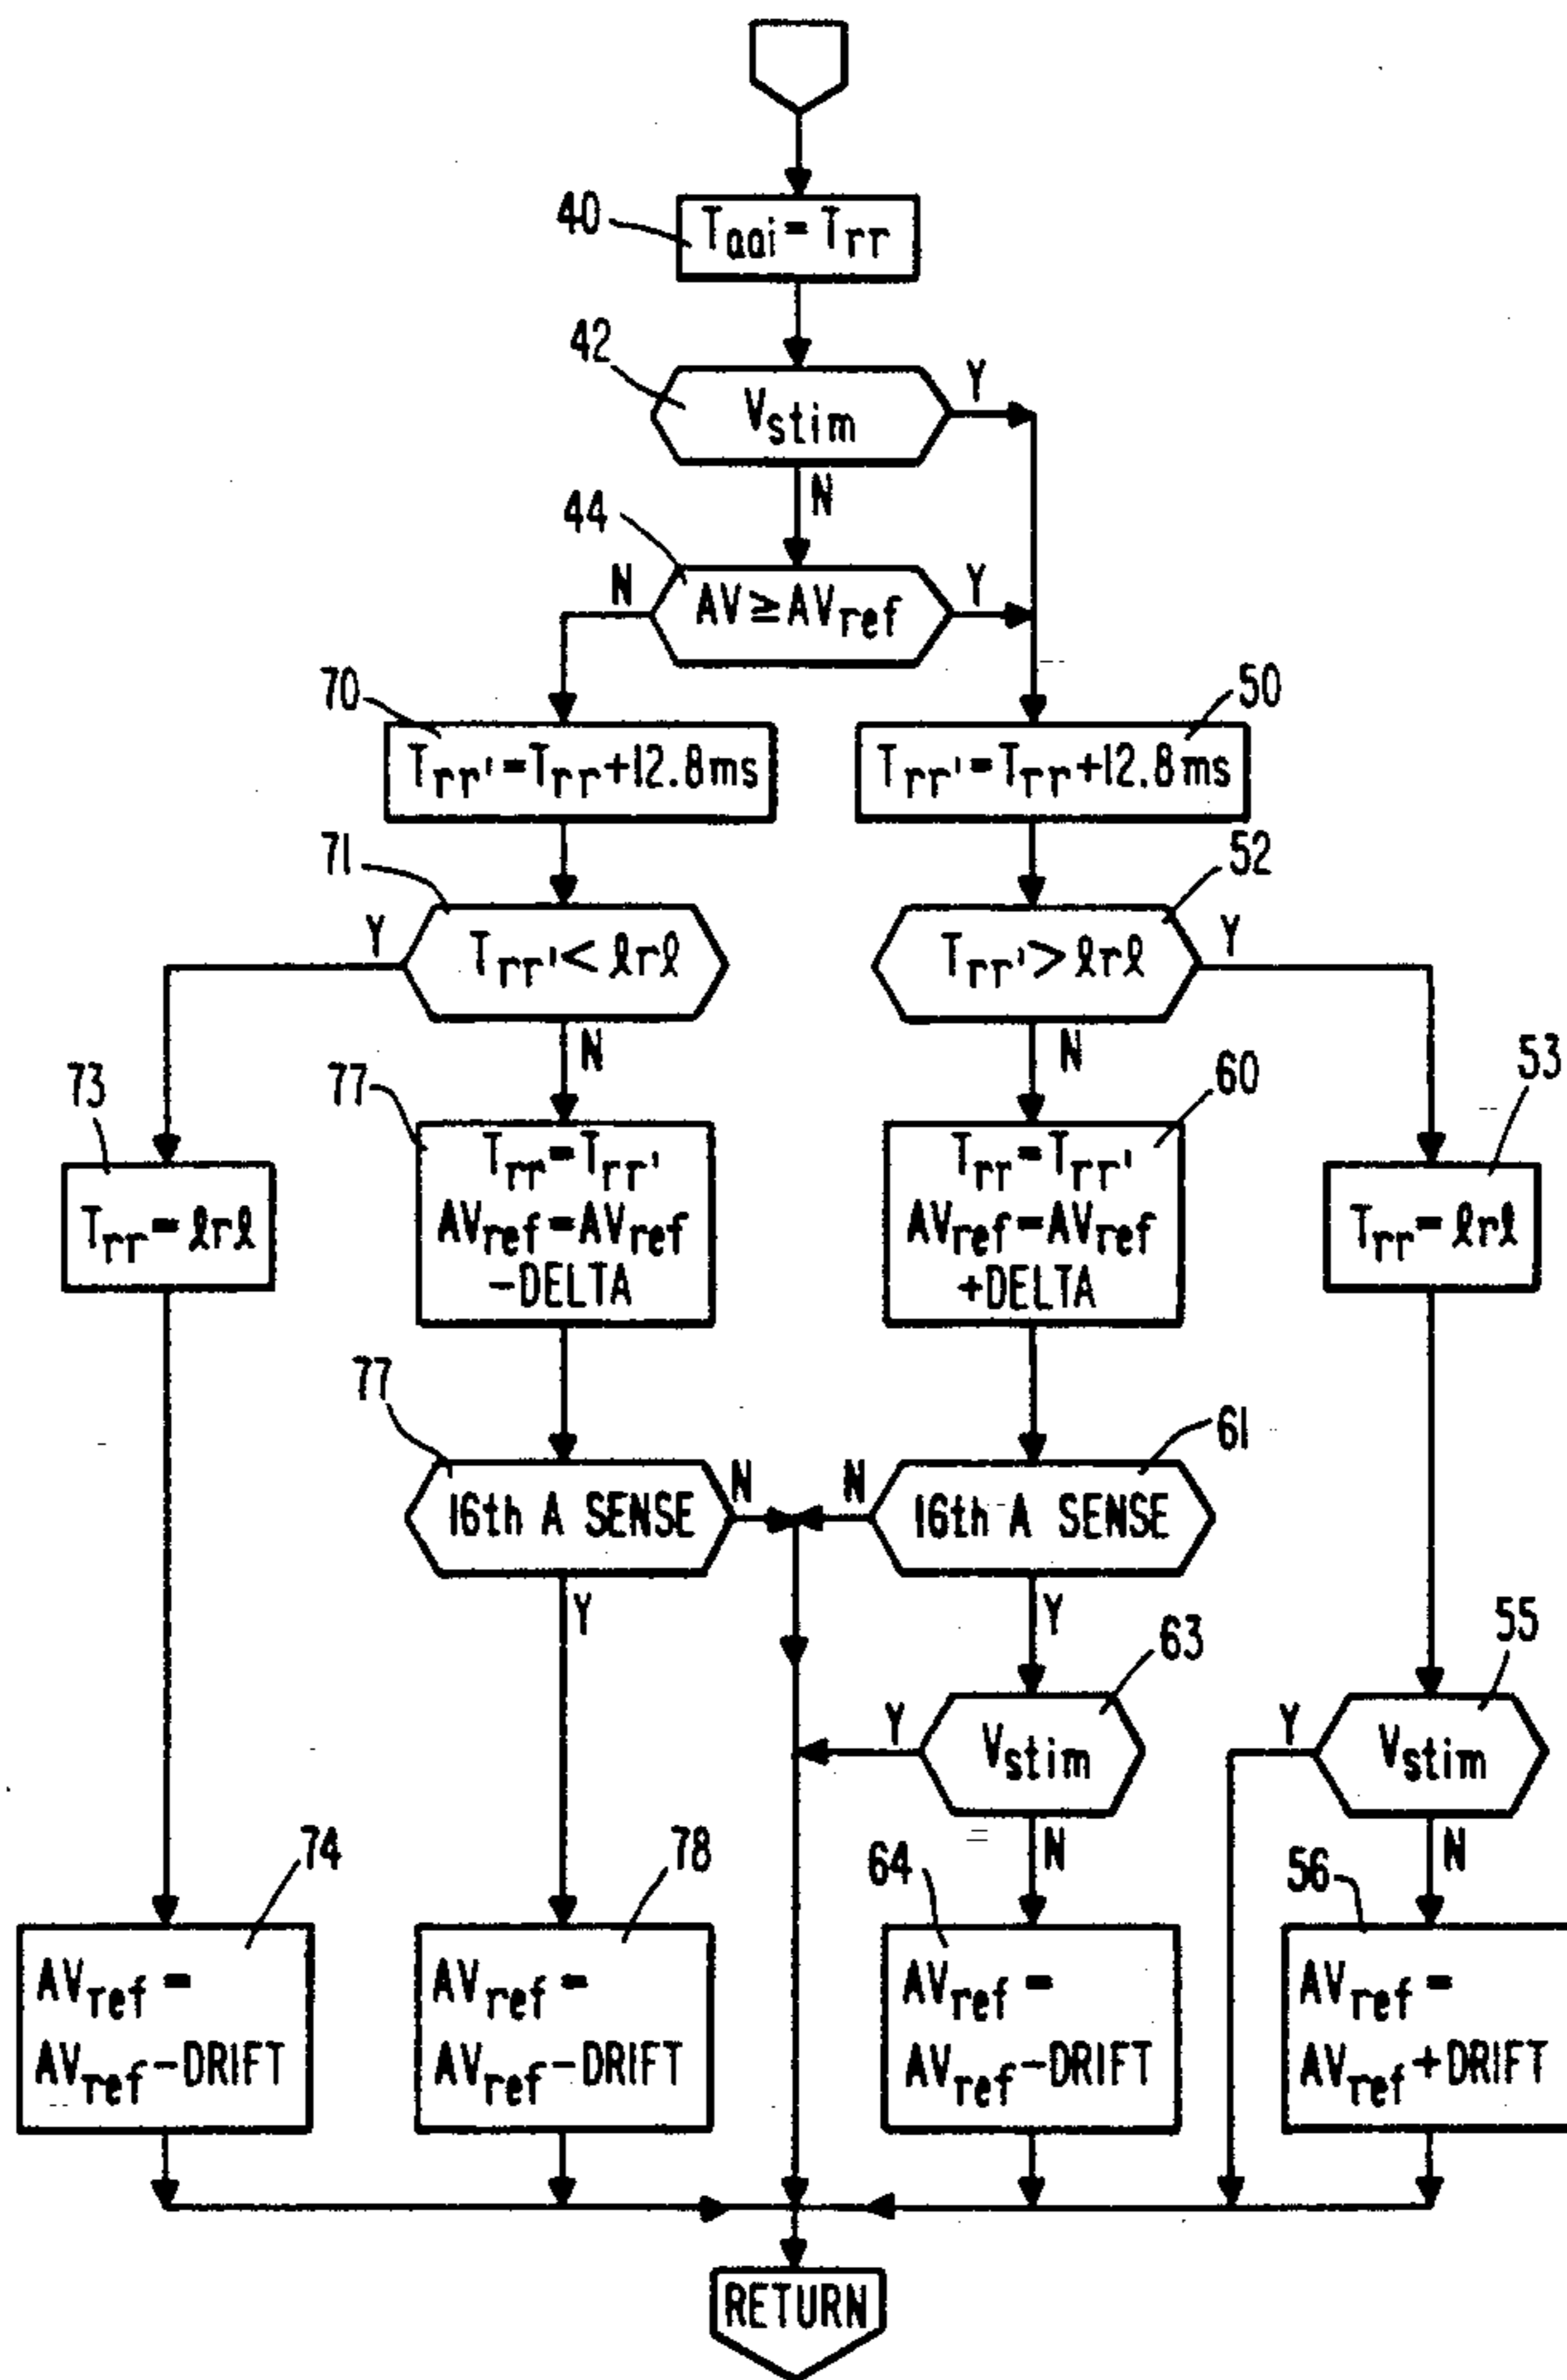 40
Taai = Trr
42
Vstim
Y
N
44
N
AV ≥ AVref
Y
70
50
Trr' = Trr + 12.8ms
Trr' = Trr + 12.8ms
71
52
Y
Trr' < lrl
Trr' > lrl
Y
N
N
73
77
60
53
Trr = lrl
Trr = Trr'
AVref = AVref
- DELTA
Trr = Trr'
AVref = AVref
+ DELTA
Trr = lrl
77
61
16th A SENSE
N
N
16th A SENSE
Y
Y
63
55
Y
Vstim
Y
Vstim
N
N
74
78
64
56
AVref =
AVref - DRIFT
AVref =
AVref - DRIFT
AVref =
AVref - DRIFT
AVref =
AVref + DRIFT
RETURN